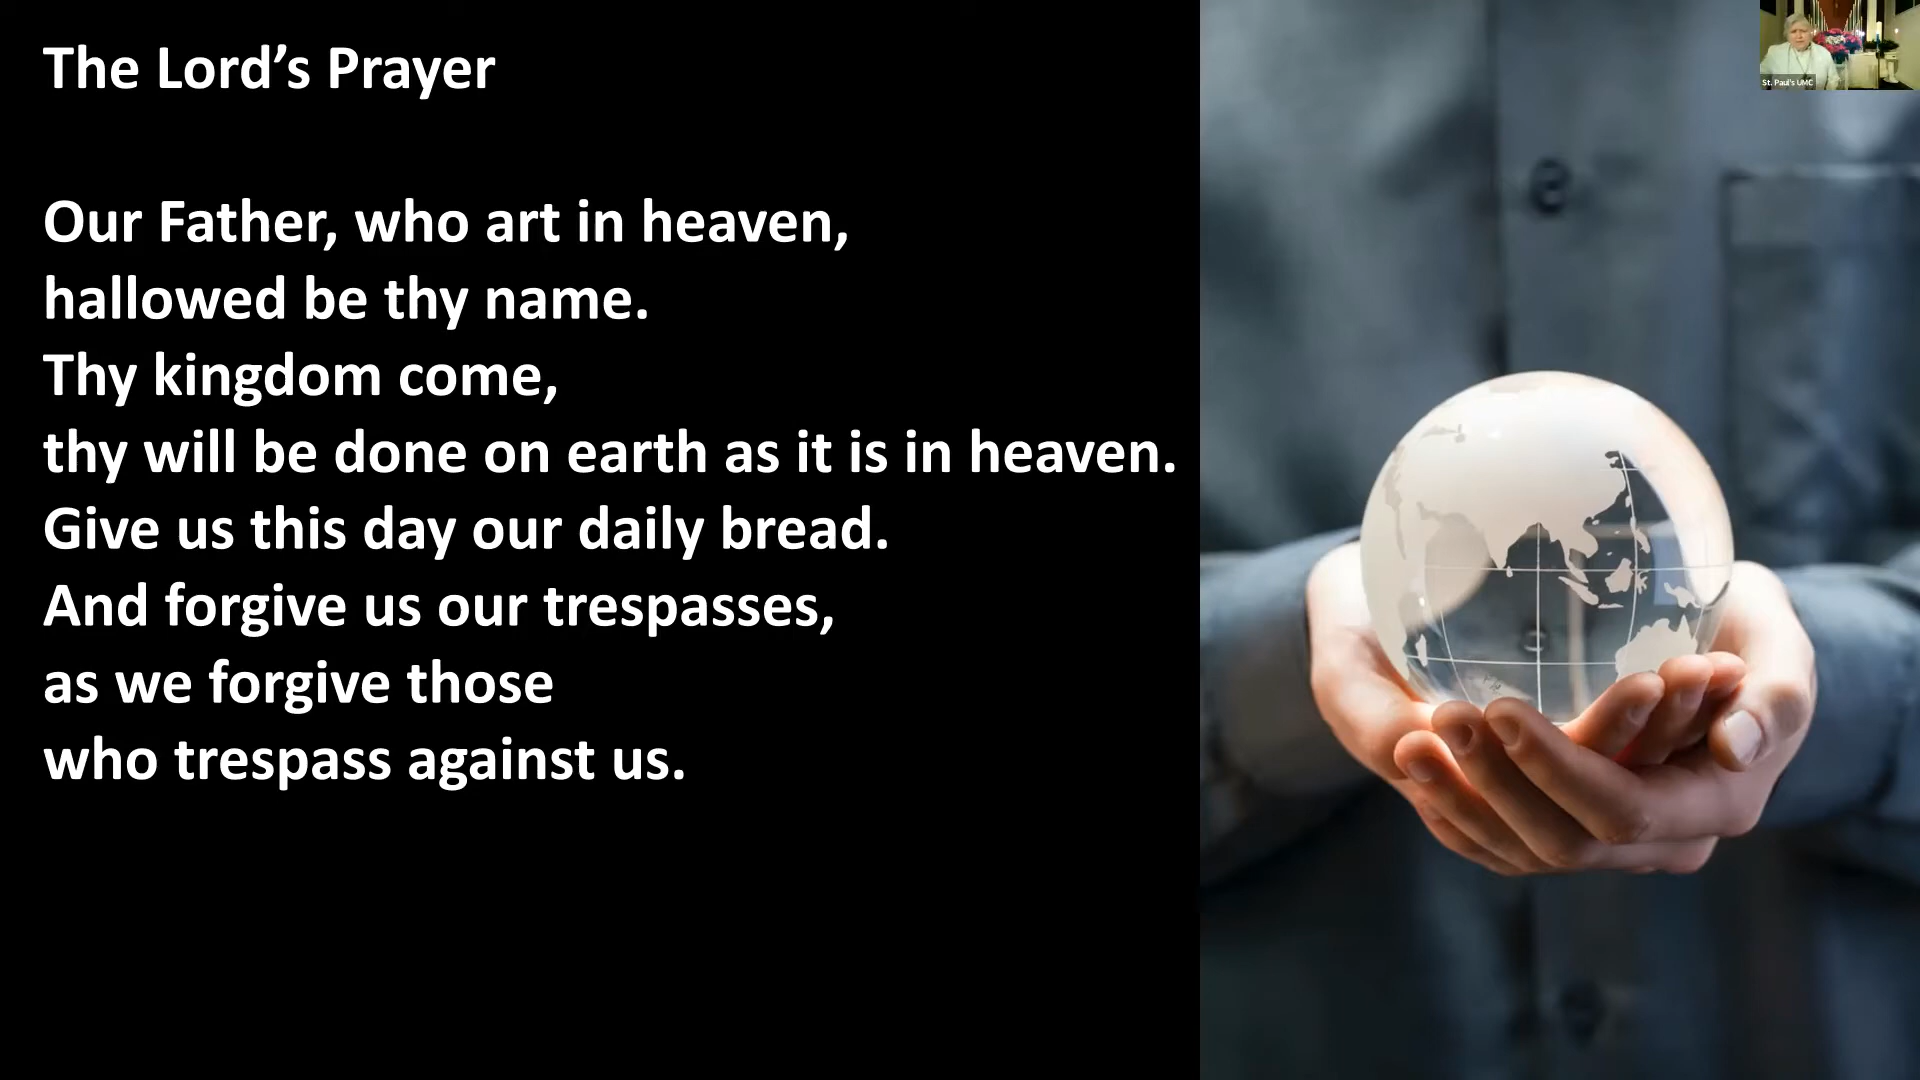 The Lord’s Prayer
Our Father, who art in heaven,
hallowed be thy name.
Thy kingdom come,
thy will be done on earth as it is in heaven.
Give us this day our daily bread.
And forgive us our trespasses,
as we forgive those
who trespass against us.
St. Paul's UMC